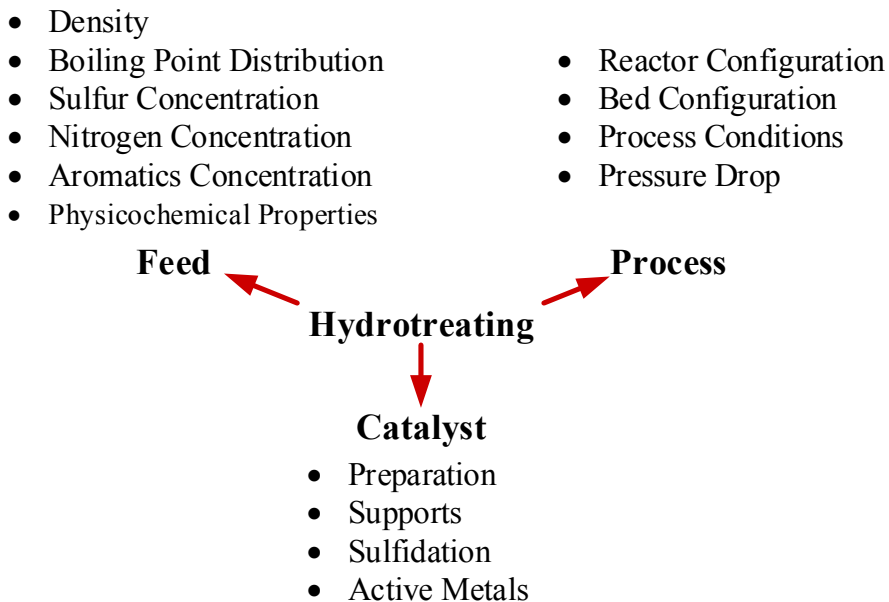 • Density
• Boiling Point Distribution
• Sulfur Concentration
• Nitrogen Concentration
• Aromatics Concentration
• Physicochemical Properties
Feed
• Reactor Configuration
• Bed Configuration
• Process Conditions
• Pressure Drop
Process
Hydrotreating
Catalyst
• Preparation
• Supports
• Sulfidation
• Active Metals